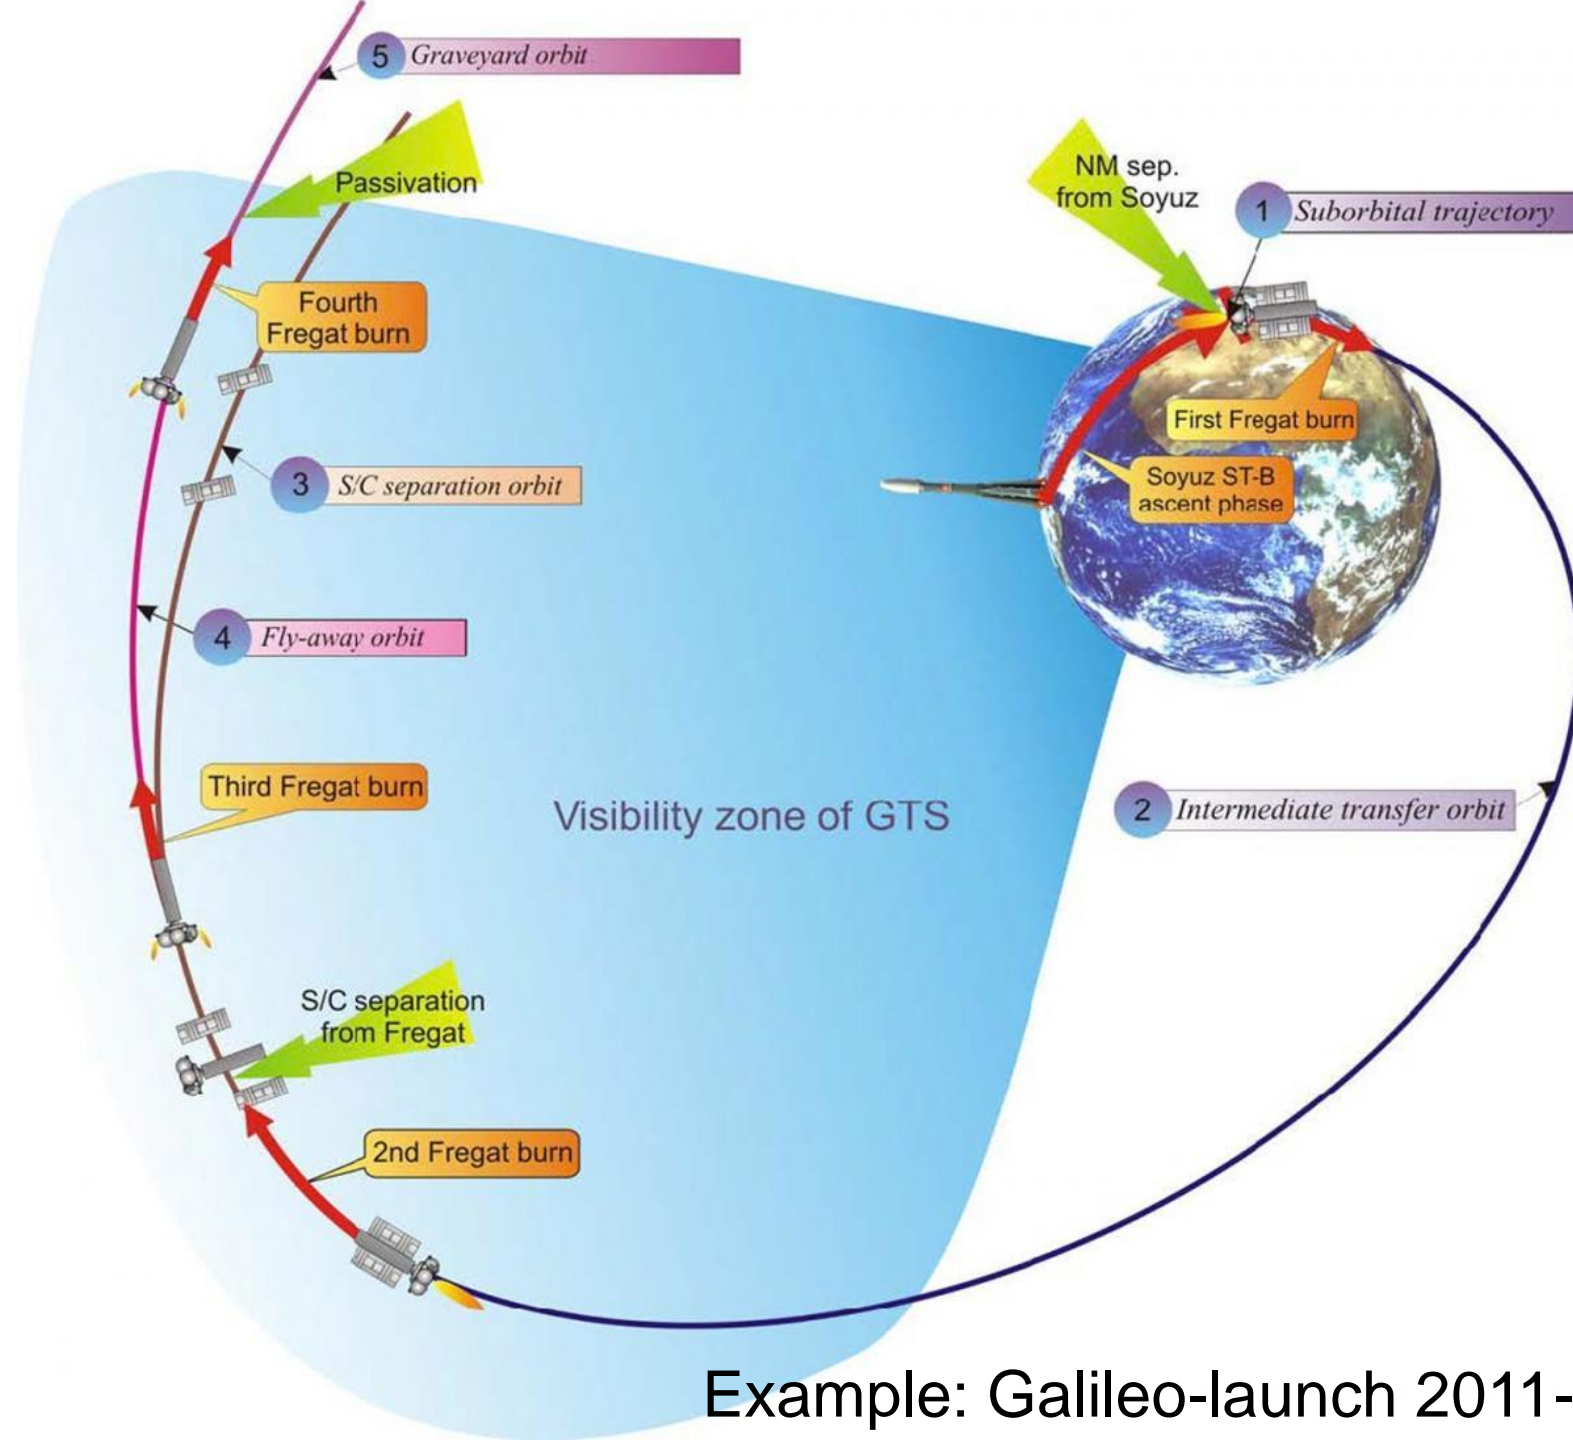 5 Graveyard orbit
Passivation
NM sep.
from Soyuz
1 Suborbital trajectory
Fourth
Fregat burn
First Fregat burn
Soyuz ST-B
ascent phase
3 S/C separation orbit
4 Fly-away orbit
Third Fregat burn
Visibility zone of GTS
2 Intermediate transfer orbit
S/C separation
from Fregat
2nd Fregat burn
Example: Galileo-launch 2011-